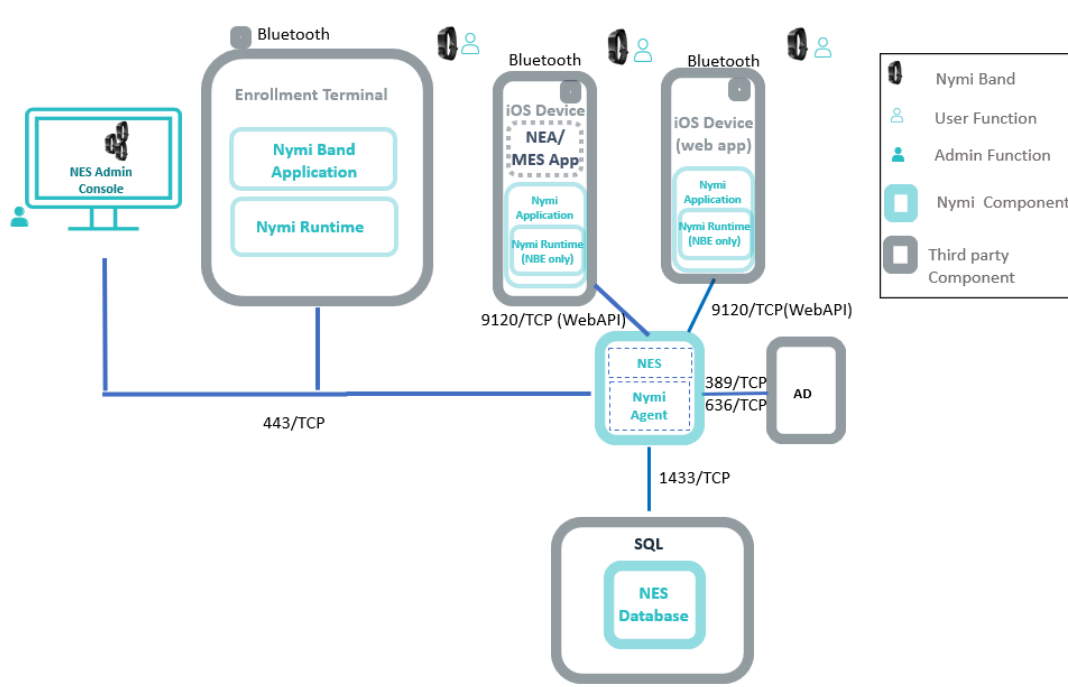 Bluetooth
Enrollment Terminal
Nymi Band
Application
Nymi Runtime
NES Admin
Console
Bluetooth
iOS Device
NEA/
MES App
Nymi
Application
Nymi Runtime
(NBE only)
Bluetooth
iOS Device
(web app)
Nymi
Application
Nymi Runtime
(NBE only)
Nymi Band
User Function
Admin Function
Nymi Component
Third party
Component
9120/TCP (WebAPI)
9120/TCP(WebAPI)
NES
Nymi
Agent
389/TCP
636/TCP
AD
443/TCP
1433/TCP
SQL
NES
Database